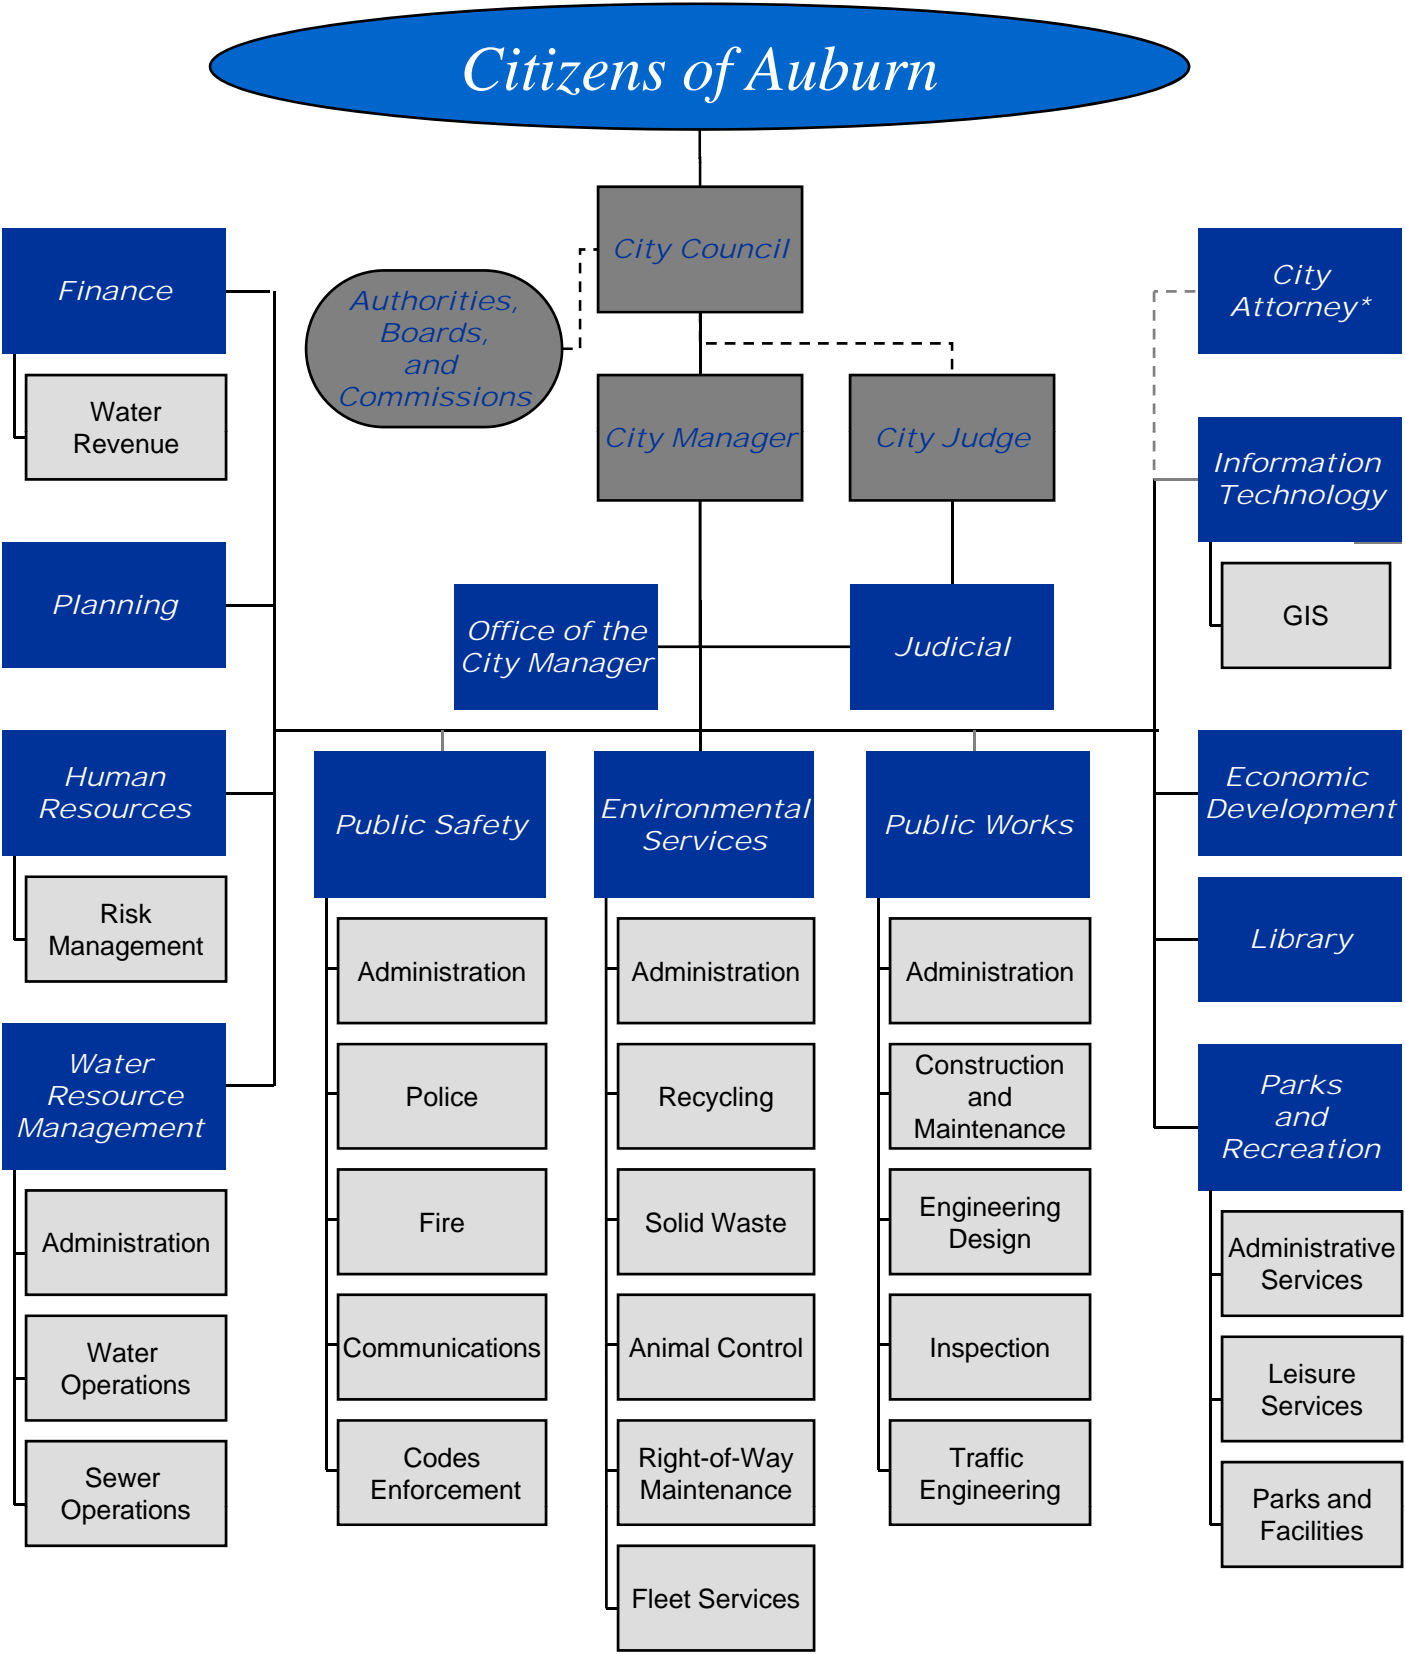 Citizens of Auburn
City Council
Authorities,
Boards,
and
Commissions
City Manager
City Judge
Office of the
City Manager
Judicial
Finance
Water
Revenue
Planning
Human
Resources
Risk
Management
Water
Resource
Management
Administration
Water
Operations
Sewer
Operations
Public Safety
Administration
Police
Fire
Communications
Codes
Enforcement
Environmental
Services
Administration
Recycling
Solid Waste
Animal Control
Right-of-Way
Maintenance
Fleet Services
Public Works
Administration
Construction
and
Maintenance
Engineering
Design
Inspection
Traffic
Engineering
City
Attorney*
Information
Technology
GIS
Economic
Development
Library
Parks
and
Recreation
Administrative
Services
Leisure
Services
Parks and
Facilities